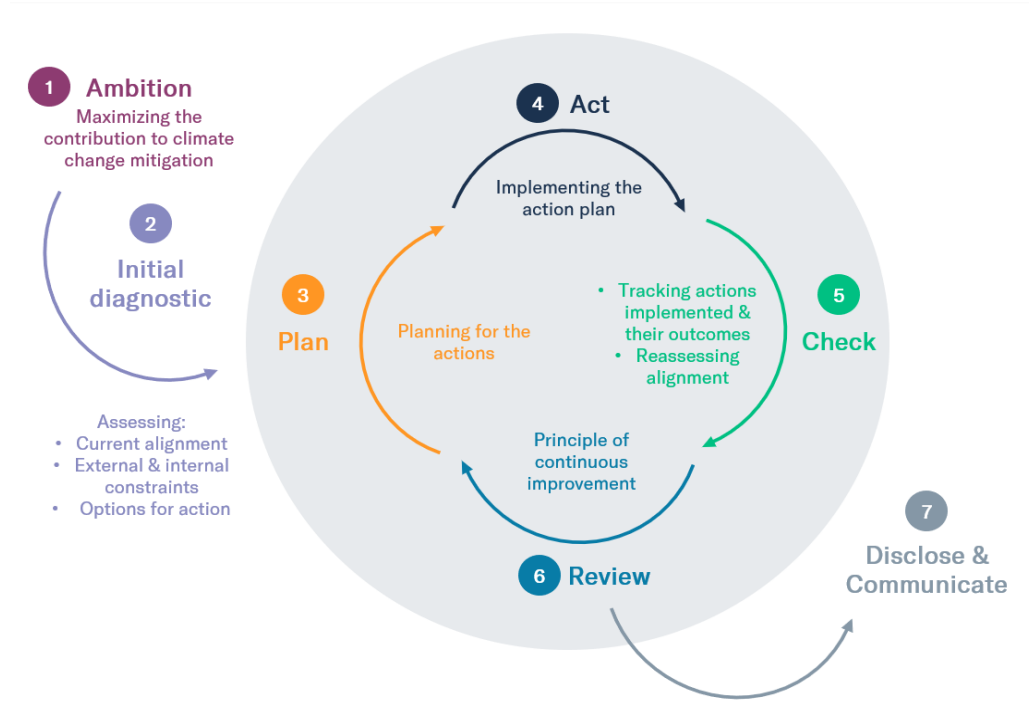 1 Ambition
Maximizing the
contribution to climate
change mitigation
2
Initial
diagnostic
Assessing:
• Current alignment
• External & internal
constraints
• Options for action
3
Plan
Planning for the
actions
4 Act
Implementing the
action plan
5
Check
• Tracking actions
implemented &
their outcomes
• Reassessing
alignment
Principle of
continuous
improvement
6 Review
7
Disclose &
Communicate